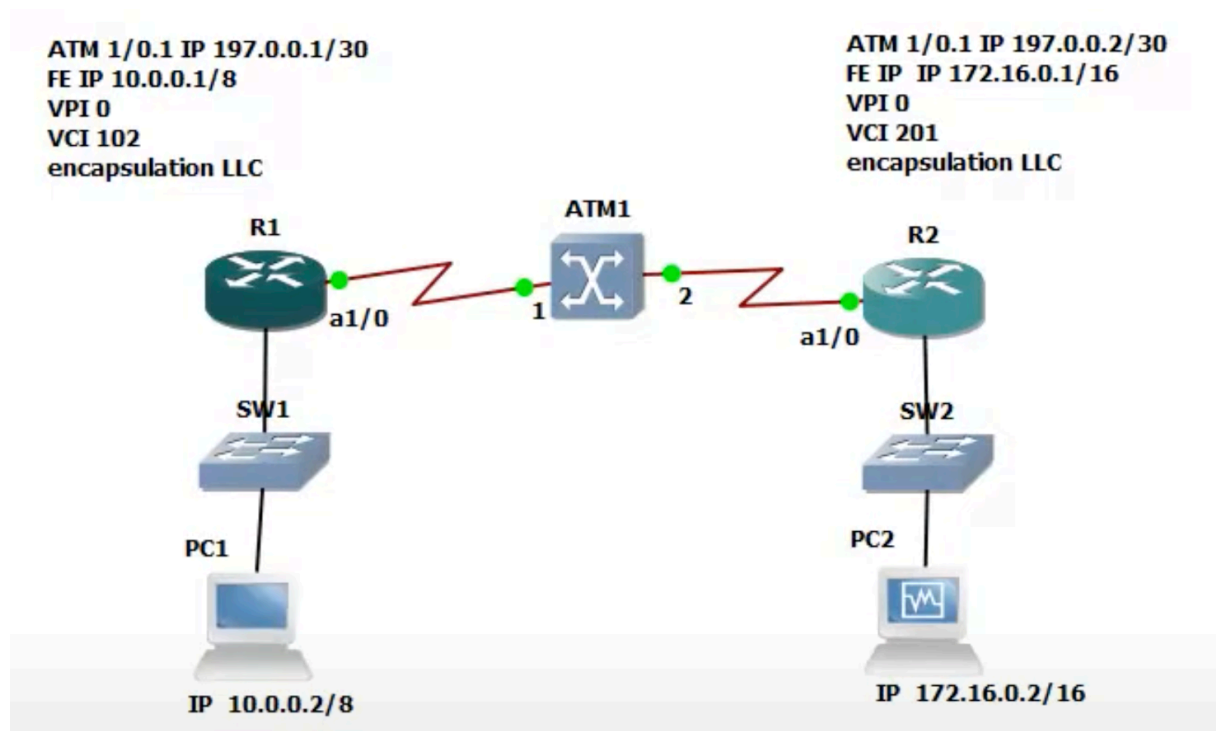 ATM 1/0.1 IP 197.0.0.1/30
FE IP 10.0.0.1/8
VPI 0
VCI 102
encapsulation LLC
ATM 1/0.1 IP 197.0.0.2/30
FE IP  IP 172.16.0.1/16
VPI 0
VCI 201
encapsulation LLC
R1
ATM1
R2
a1/0
1
2
a1/0
SW1
SW2
PC1
PC2
IP  10.0.0.2/8
IP  172.16.0.2/16